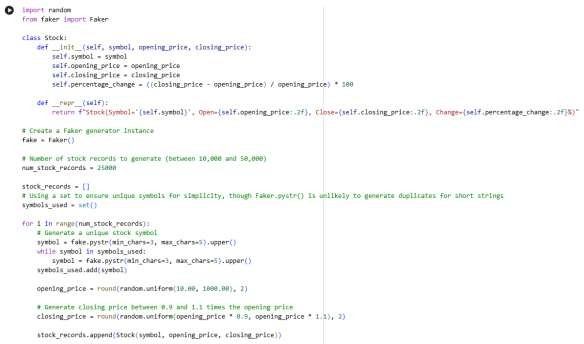 import random
from faker import Faker

class Stock:
    def __init__(self, symbol, opening_price, closing_price):
        self.symbol = symbol
        self.opening_price = opening_price
        self.closing_price = closing_price
        self.percentage_change = ((closing_price - opening_price) / opening_price) * 100

    def __repr__(self):
        return f"Stock(Symbol='{self.symbol}', Open={self.opening_price:.2f}, Close={self.closing_price:.2f}, Change={self.percentage_change:.2f}%)"

# Create a Faker generator instance
fake = Faker()

# Number of stock records to generate (between 10,000 and 50,000)
num_stock_records = 25000

stock_records = []
# Using a set to ensure unique symbols for simplicity, though Faker.pystr() is unlikely to generate duplicates for short strings
symbols_used = set()

for i in range(num_stock_records):
    # Generate a unique stock symbol
    symbol = fake.pystr(min_chars=3, max_chars=5).upper()
    while symbol in symbols_used:
        symbol = fake.pystr(min_chars=3, max_chars=5).upper()
    symbols_used.add(symbol)

    opening_price = round(random.uniform(10.00, 1000.00), 2)

    # Generate closing price between 0.9 and 1.1 times the opening price
    closing_price = round(random.uniform(opening_price * 0.9, opening_price * 1.1), 2)

    stock_records.append(Stock(symbol, opening_price, closing_price))